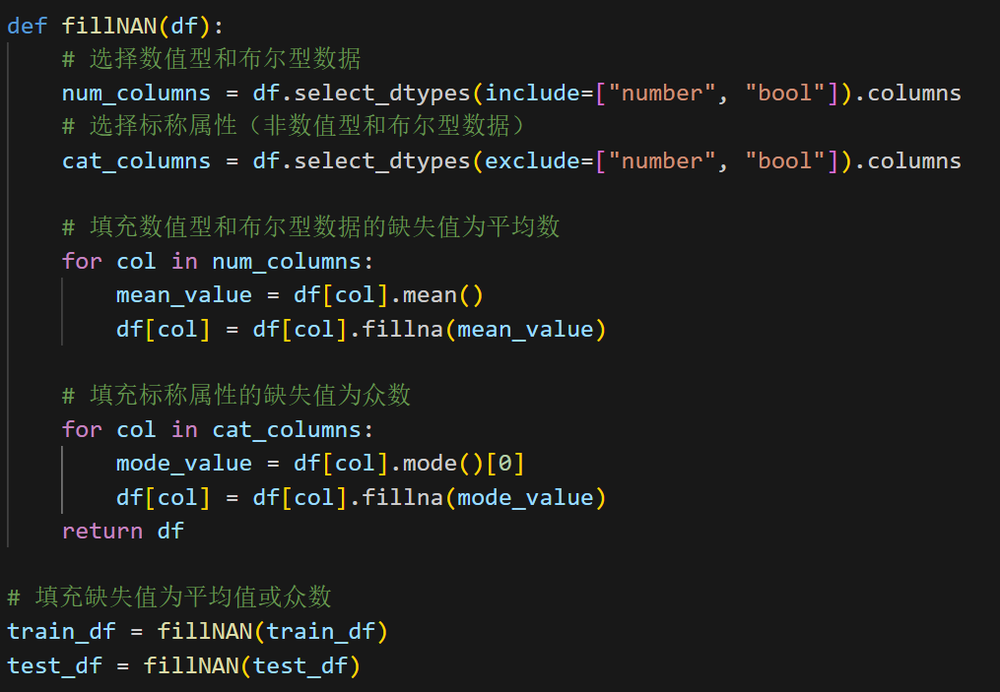 def fillNAN(df):
    # 选择数值型和布尔型数据
    num_columns = df.select_dtypes(include=["number", "bool"]).columns
    # 选择标称属性（非数值型和布尔型数据）
    cat_columns = df.select_dtypes(exclude=["number", "bool"]).columns

    # 填充数值型和布尔型数据的缺失值为平均数
    for col in num_columns:
        mean_value = df[col].mean()
        df[col] = df[col].fillna(mean_value)

    # 填充标称属性的缺失值为众数
    for col in cat_columns:
        mode_value = df[col].mode()[0]
        df[col] = df[col].fillna(mode_value)
    return df

# 填充缺失值为平均值或众数
train_df = fillNAN(train_df)
test_df = fillNAN(test_df)